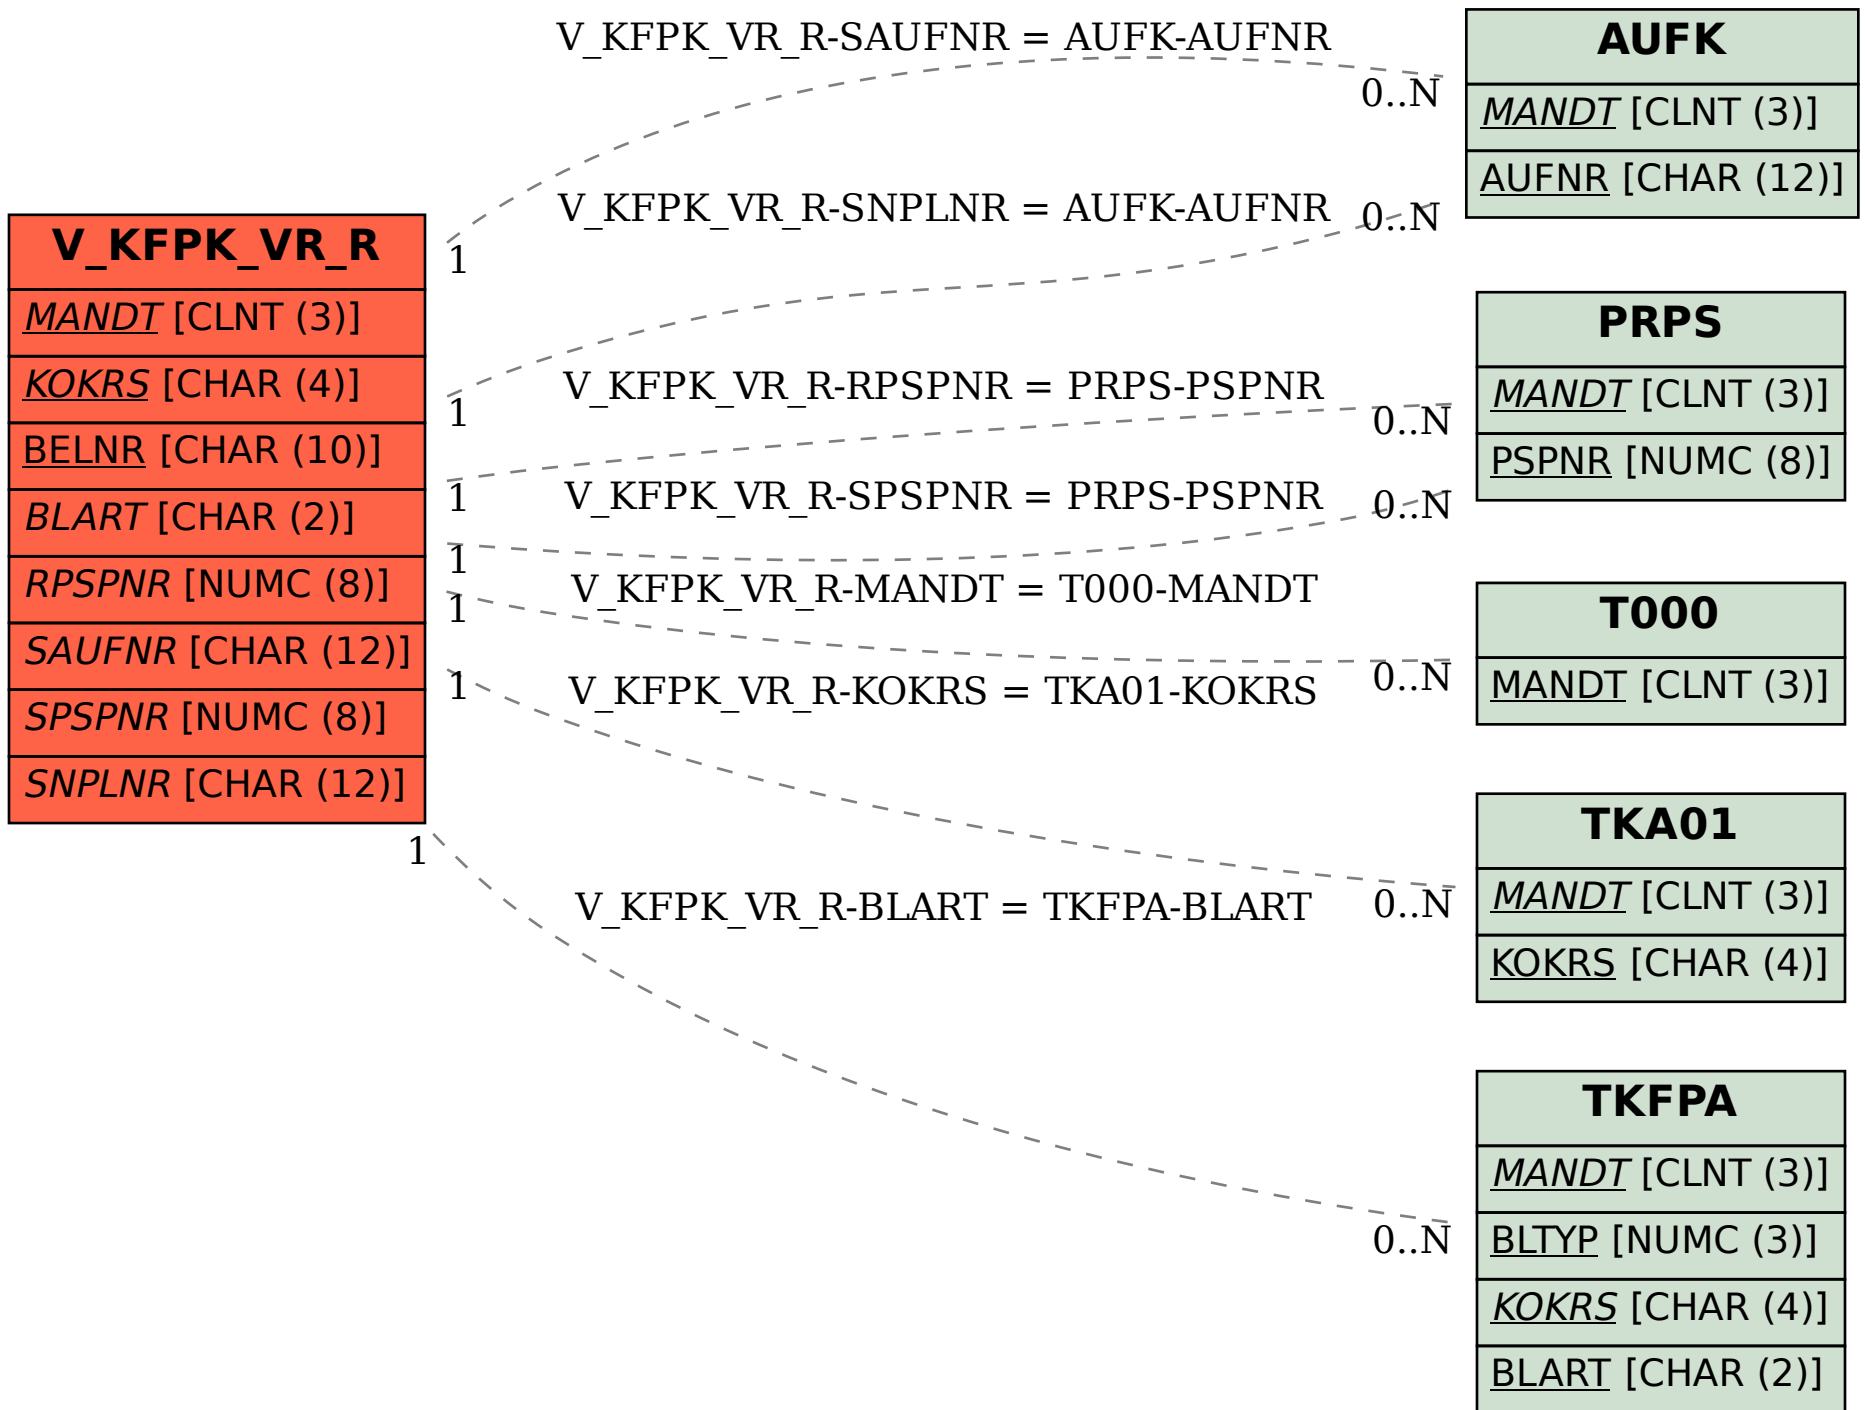 V_KFPK_VR_R
MANDT [CLNT (3)]
KOKRS [CHAR (4)]
BELNR [CHAR (10)]
BLART [CHAR (2)]
RPSPNR [NUMC (8)]
SAUFNR [CHAR (12)]
SPSPNR [NUMC (8)]
SNPLNR [CHAR (12)]
V_KFPK_VR_R-SAUFNR = AUFK-AUFNR
1
0..N
V_KFPK_VR_R-SNPLNR = AUFK-AUFNR
1
0..N
V_KFPK_VR_R-RPSPNR = PRPS-PSPNR
1
0..N
V_KFPK_VR_R-SPSPNR = PRPS-PSPNR
1
0..N
V_KFPK_VR_R-MANDT = T000-MANDT
1
0..N
V_KFPK_VR_R-KOKRS = TKA01-KOKRS
1
0..N
V_KFPK_VR_R-BLART = TKFPA-BLART
1
0..N
AUFK
MANDT [CLNT (3)]
AUFNR [CHAR (12)]
PRPS
MANDT [CLNT (3)]
PSPNR [NUMC (8)]
T000
MANDT [CLNT (3)]
TKA01
MANDT [CLNT (3)]
KOKRS [CHAR (4)]
TKFPA
MANDT [CLNT (3)]
BLTYP [NUMC (3)]
KOKRS [CHAR (4)]
BLART [CHAR (2)]